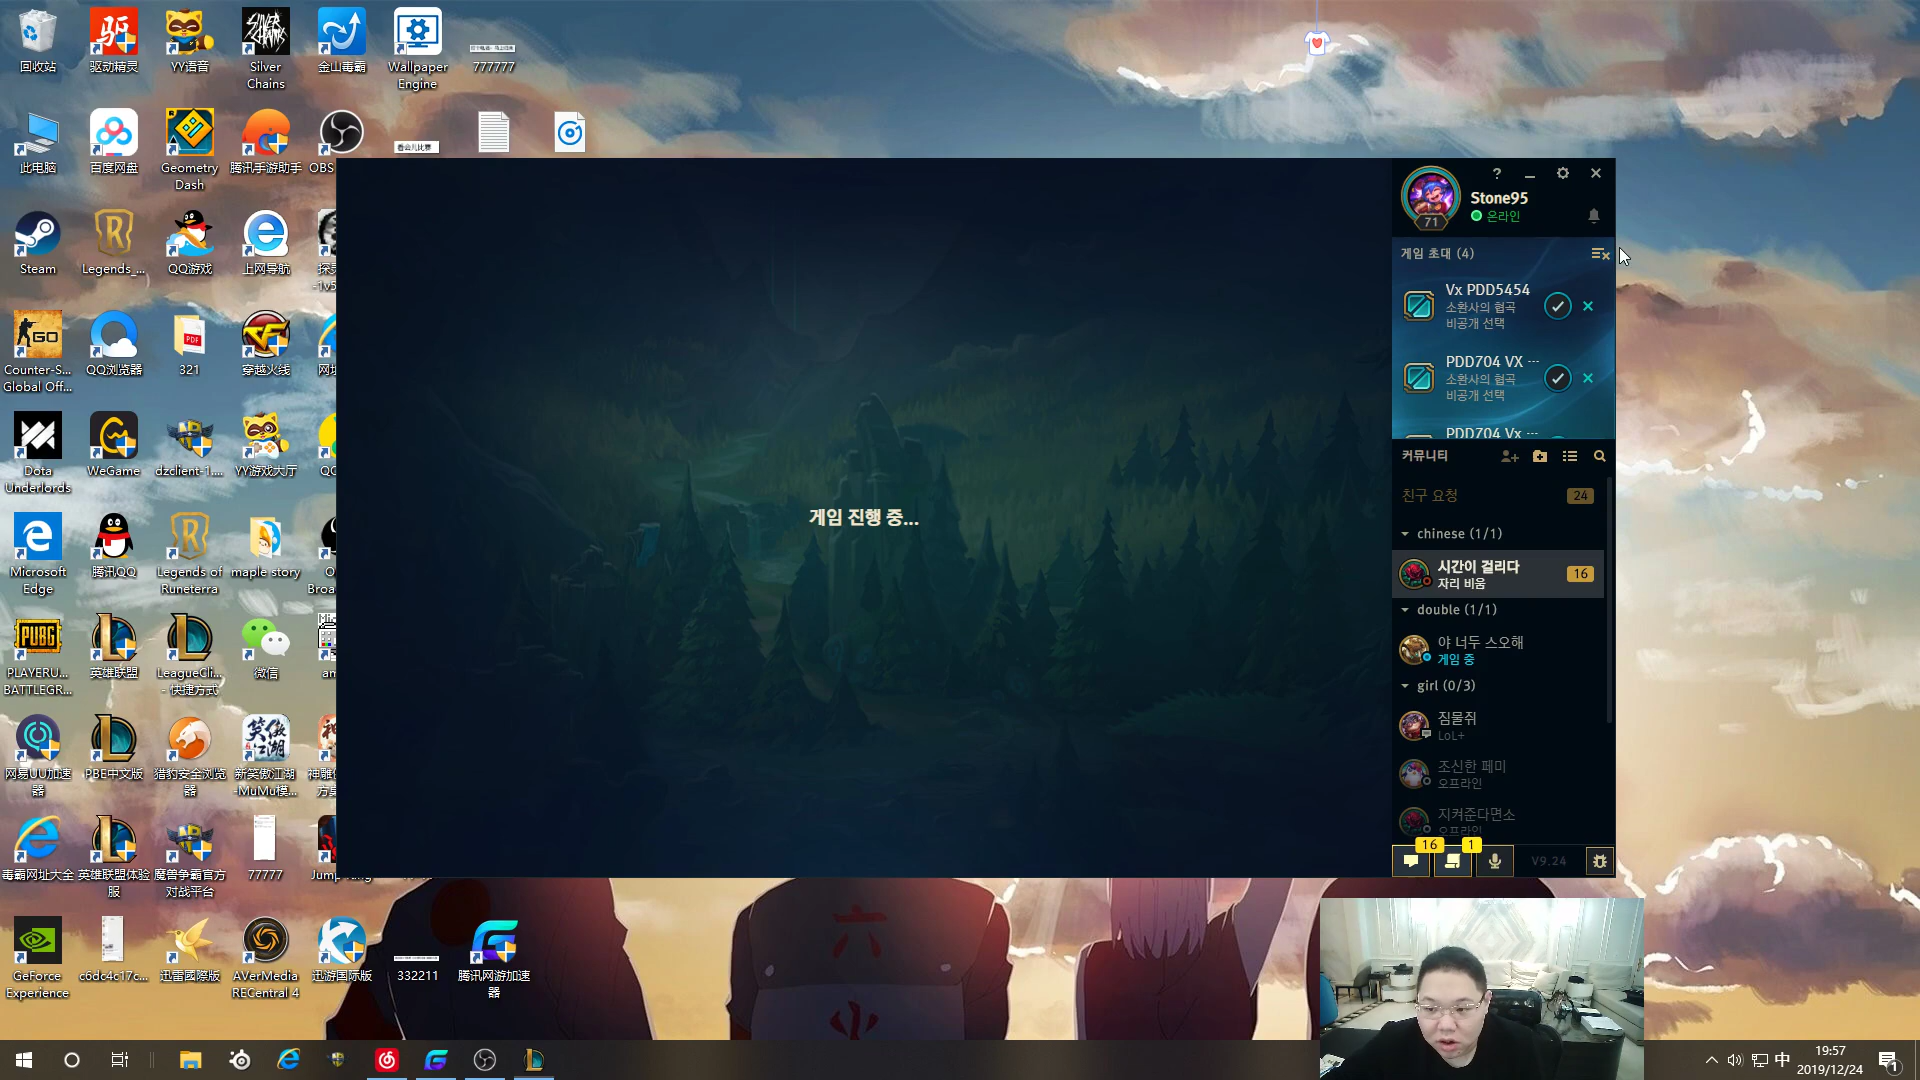 回收站
驱动精灵
YY语音
Silver
Chains
金山毒霸
Wallpaper
Engine
777777
此电脑
百度网盘
Geometry
Dash
腾讯手游助手
OBS
Steam
Legends_...
QQ游戏
上网导航
-1v5
Counter-S...
Global Off...
QQ浏览器
321
穿越火线
Dota
Underlords
WeGame
dzclient-1....
YY游戏大厅
Microsoft
Edge
腾讯QQ
Legends of
Runeterra
maple story
PLAYERU...
BATTLEGR...
英雄联盟
LeagueCli...
- 快捷方式
微信
网易UU加速
器
PBE中文版
猎豹安全浏览
器
新笑傲江湖
-MuMu模...
毒霸网址大全
英雄联盟体验
服
魔兽争霸官方
对战平台
77777
GeForce
Experience
c6dc4c17c...
迅雷國際版
AVerMedia
RECentral 4
迅游国际版
332211
腾讯网游加速
器
게임 진행 중...
71
Stone95
온라인
게임 초대 (4)
Vx PDD5454
소환사의 협곡
비공개 선택
PDD704 VX ...
소환사의 협곡
비공개 선택
PDD704 Vx ...
커뮤니티
친구 요청
24
chinese (1/1)
시간이 걸리다
자리 비움
16
double (1/1)
야 너두 스오해
게임 중
girl (0/3)
짐물쥐
LoL+
조신한 페미
오프라인
지켜준다면소
오프라인
16
1
V9.24
中
19:57
2019/12/24
1